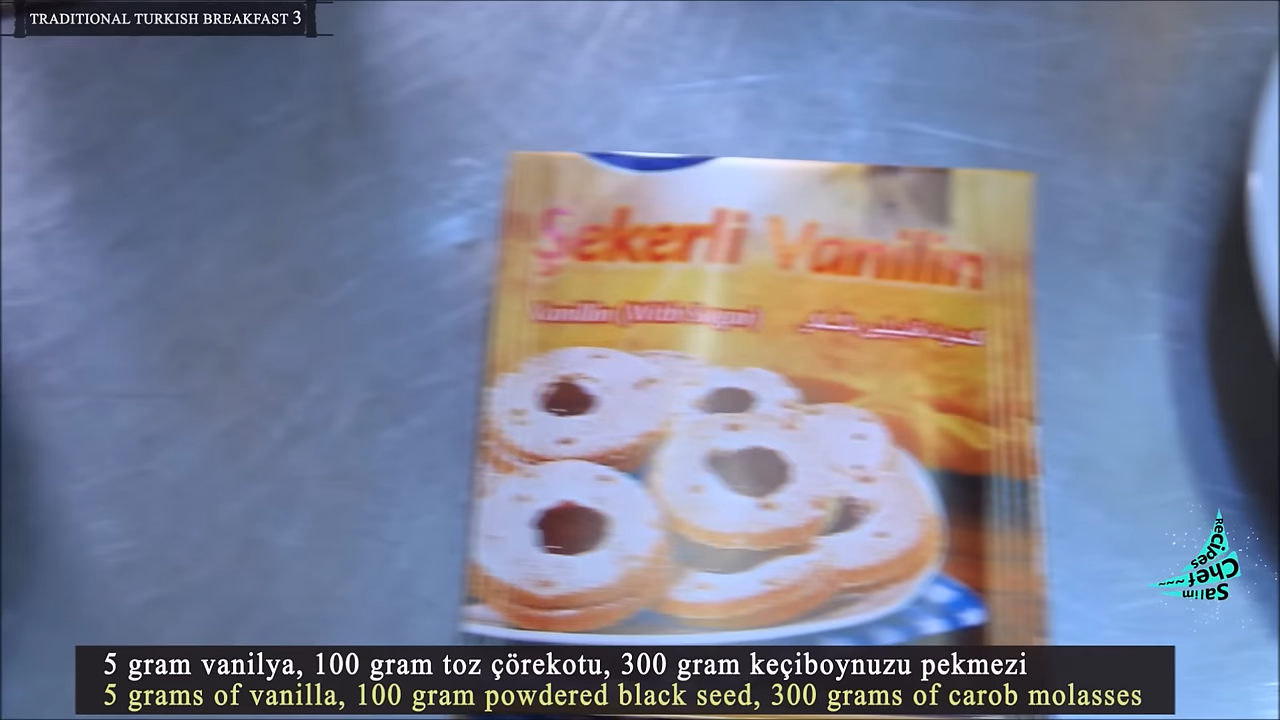 TRADITIONAL TURKISH BREAKFAST 3
Şekerli Vanilin
Vanillin (With Sugar)
Salim
Chef
Recipes
5 gram vanilya, 100 gram toz çörekotu, 300 gram keçiboynuzu pekmezi
5 grams of vanilla, 100 gram powdered black seed, 300 grams of carob molasses